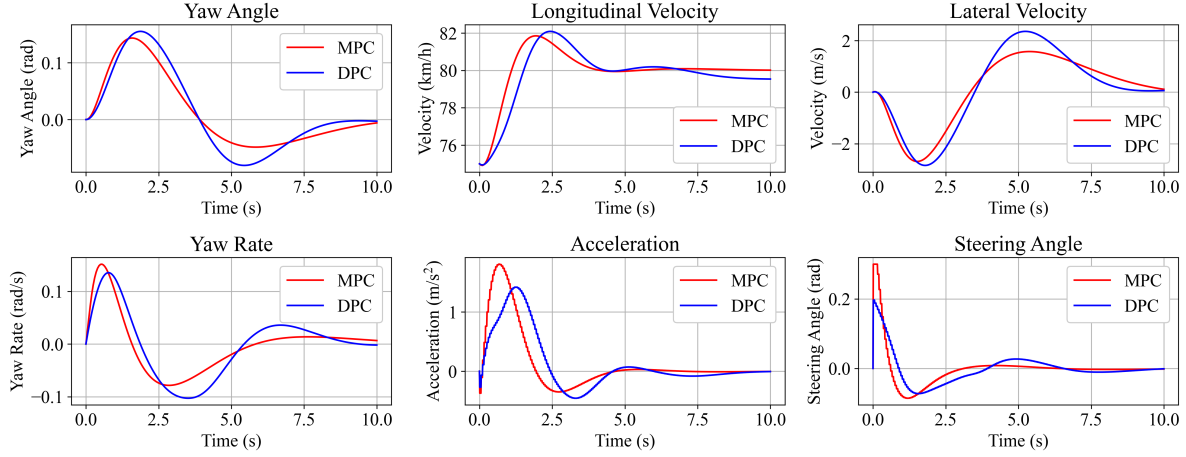 Yaw Angle
Yaw Angle (rad)
0.1
0.0
MPC
DPC
0.0 2.5 5.0 7.5 10.0
Time (s)
Longitudinal Velocity
Velocity (km/h)
82
80
78
76
MPC
DPC
0.0 2.5 5.0 7.5 10.0
Time (s)
Lateral Velocity
Velocity (m/s)
2
0
−2
MPC
DPC
0.0 2.5 5.0 7.5 10.0
Time (s)
Yaw Rate
Yaw Rate (rad/s)
0.1
0.0
−0.1
MPC
DPC
0.0 2.5 5.0 7.5 10.0
Time (s)
Acceleration
Acceleration (m/s²)
1
0
MPC
DPC
0.0 2.5 5.0 7.5 10.0
Time (s)
Steering Angle
Steering Angle (rad)
0.2
0.0
MPC
DPC
0.0 2.5 5.0 7.5 10.0
Time (s)